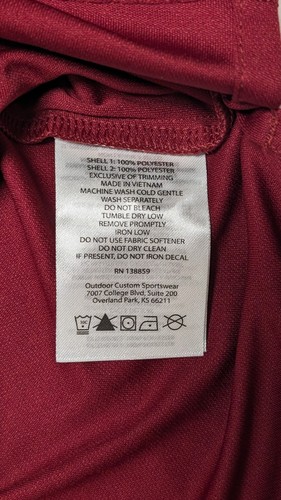 SHELL 1: 100% POLYESTER
SHELL 2: 100% POLYESTER
EXCLUSIVE OF TRIMMING
MADE IN VIETNAM
MACHINE WASH COLD GENTLE
WASH SEPARATELY
DO NOT BLEACH
TUMBLE DRY LOW
REMOVE PROMPTLY
IRON LOW
DO NOT USE FABRIC SOFTENER
DO NOT DRY CLEAN
IF PRESENT, DO NOT IRON DECAL
RN 138859
Outdoor Custom Sportswear
7007 College Blvd, Suite 200
Overland Park, KS 66211